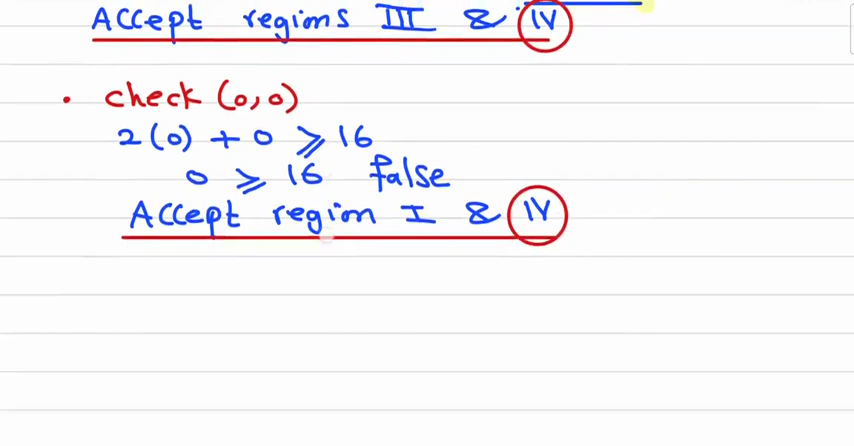 Accept regions III & IV
• check (0,0)
2(0) + 0 ⩾ 16
0 ⩾ 16 false
Accept region I & IV